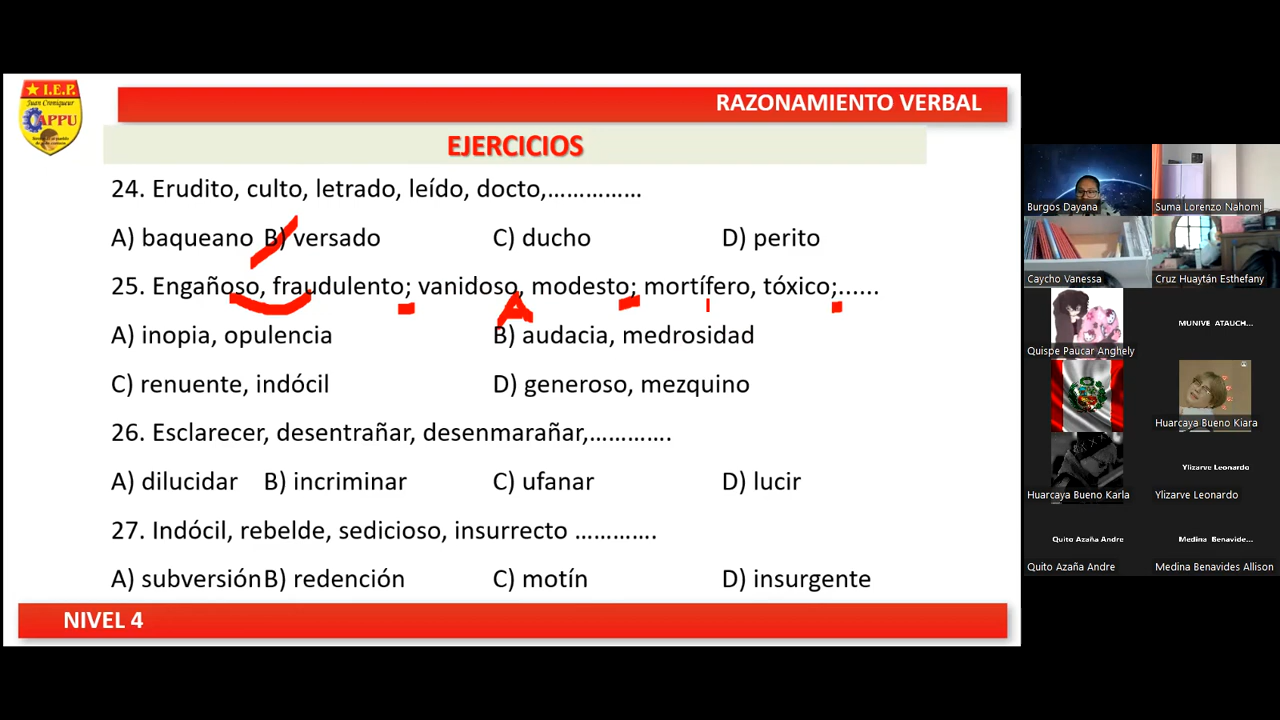 I.E.P.
Juan Croniqueur
APPU
RAZONAMIENTO VERBAL
EJERCICIOS
24. Erudito, culto, letrado, leído, docto,……………
A) baqueano B) versado C) ducho D) perito
25. Engañoso, fraudulento; vanidoso, modesto; mortífero, tóxico;......
A
A) inopia, opulencia B) audacia, medrosidad
C) renuente, indócil D) generoso, mezquino
26. Esclarecer, desentrañar, desenmarañar,………….
A) dilucidar B) incriminar C) ufanar D) lucir
27. Indócil, rebelde, sedicioso, insurrecto ………….
A) subversión B) redención C) motín D) insurgente
NIVEL 4
Burgos Dayana
Suma Lorenzo Nahomi
Caycho Vanessa
Cruz Huaytán Esthefany
Quispe Paucar Anghely
MUNIVE ATAUCH...
Huarcaya Bueno Kiara
Huarcaya Bueno Karla
Ylizarve Leonardo
Ylizarve Leonardo
Quito Azaña Andre
Quito Azaña Andre
Medina Benavide...
Medina Benavides Allison